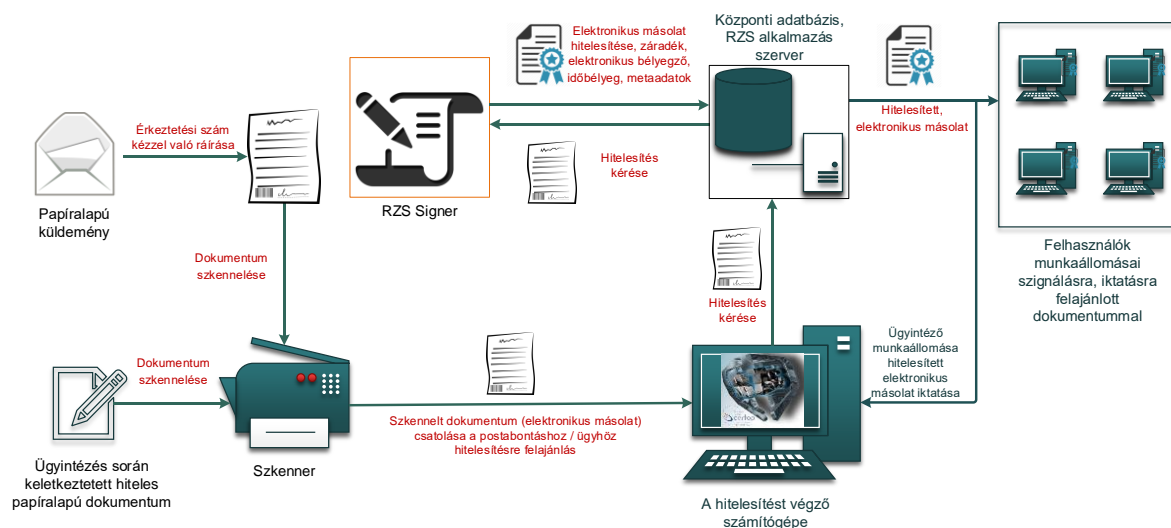 Elektronikus másolat
hitelesítése, záradék,
elektronikus bélyegző,
időbélyeg, metaadatok
Központi adatbázis,
RZS alkalmazás
szerver
Hitelesített,
elektronikus másolat
Érkeztetési szám
kézzel való ráírása
Hitelesítés
kérése
RZS Signer
Papíralapú
küldemény
Dokumentum
szkennelése
Hitelesítés
kérése
Felhasználók
munkaállomásai
szignálásra, iktatásra
felajánlott
dokumentummal
Dokumentum
szkennelése
Ügyintéző
munkaállomása
hitelesített
elektronikus
másolat iktatása
Szkennelt dokumentum (elektronikus másolat)
csatolása a postabontáshoz / ügyhöz
hitelesítésre felajánlás
Szkenner
Ügyintézés során
keletkeztetett hiteles
papíralapú dokumentum
A hitelesítést végző
számítógépe